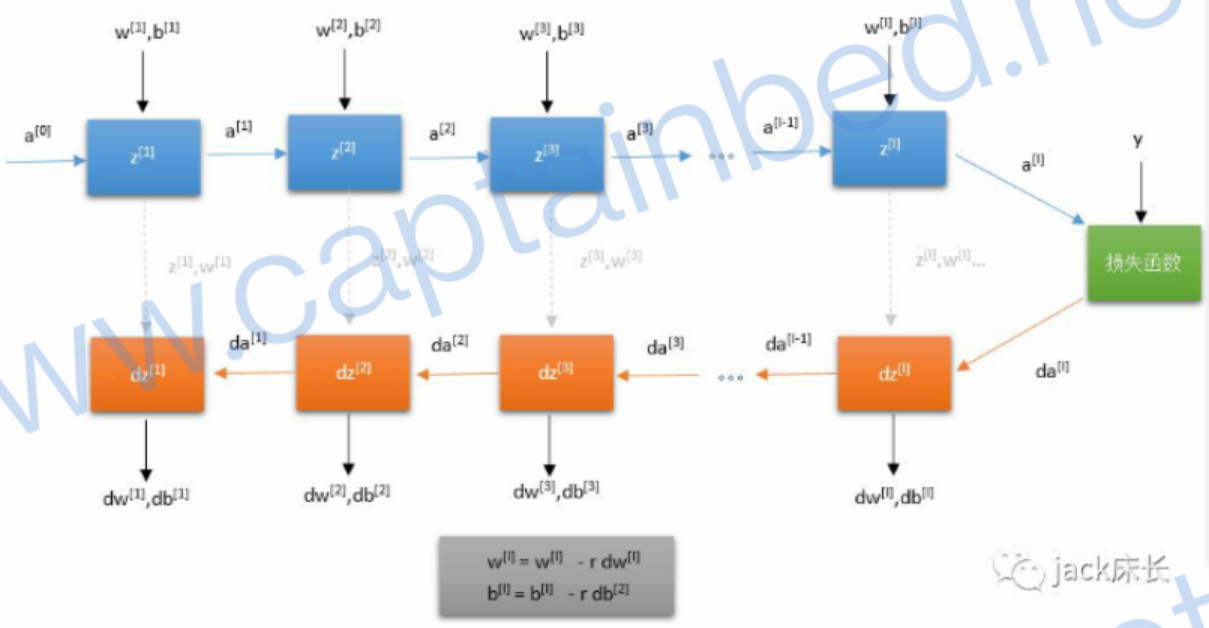 w[1],b[1]
w[2],b[2]
w[3],b[3]
w[l],b[l]
a[0]
z[1]
a[1]
z[2]
a[2]
z[3]
a[3]
...
a[l-1]
z[l]
a[l]
y
损失函数
z[1],w[1]
z[2],w[2]
z[3],w[3]
z[l],w[l]...
dz[1]
da[1]
dz[2]
da[2]
dz[3]
da[3]
...
da[l-1]
dz[l]
da[l]
dw[1],db[1]
dw[2],db[2]
dw[3],db[3]
dw[l],db[l]
w[l] = w[l] - r dw[l]
b[l] = b[l] - r db[2]
jack床长
ww.captainbed.ne